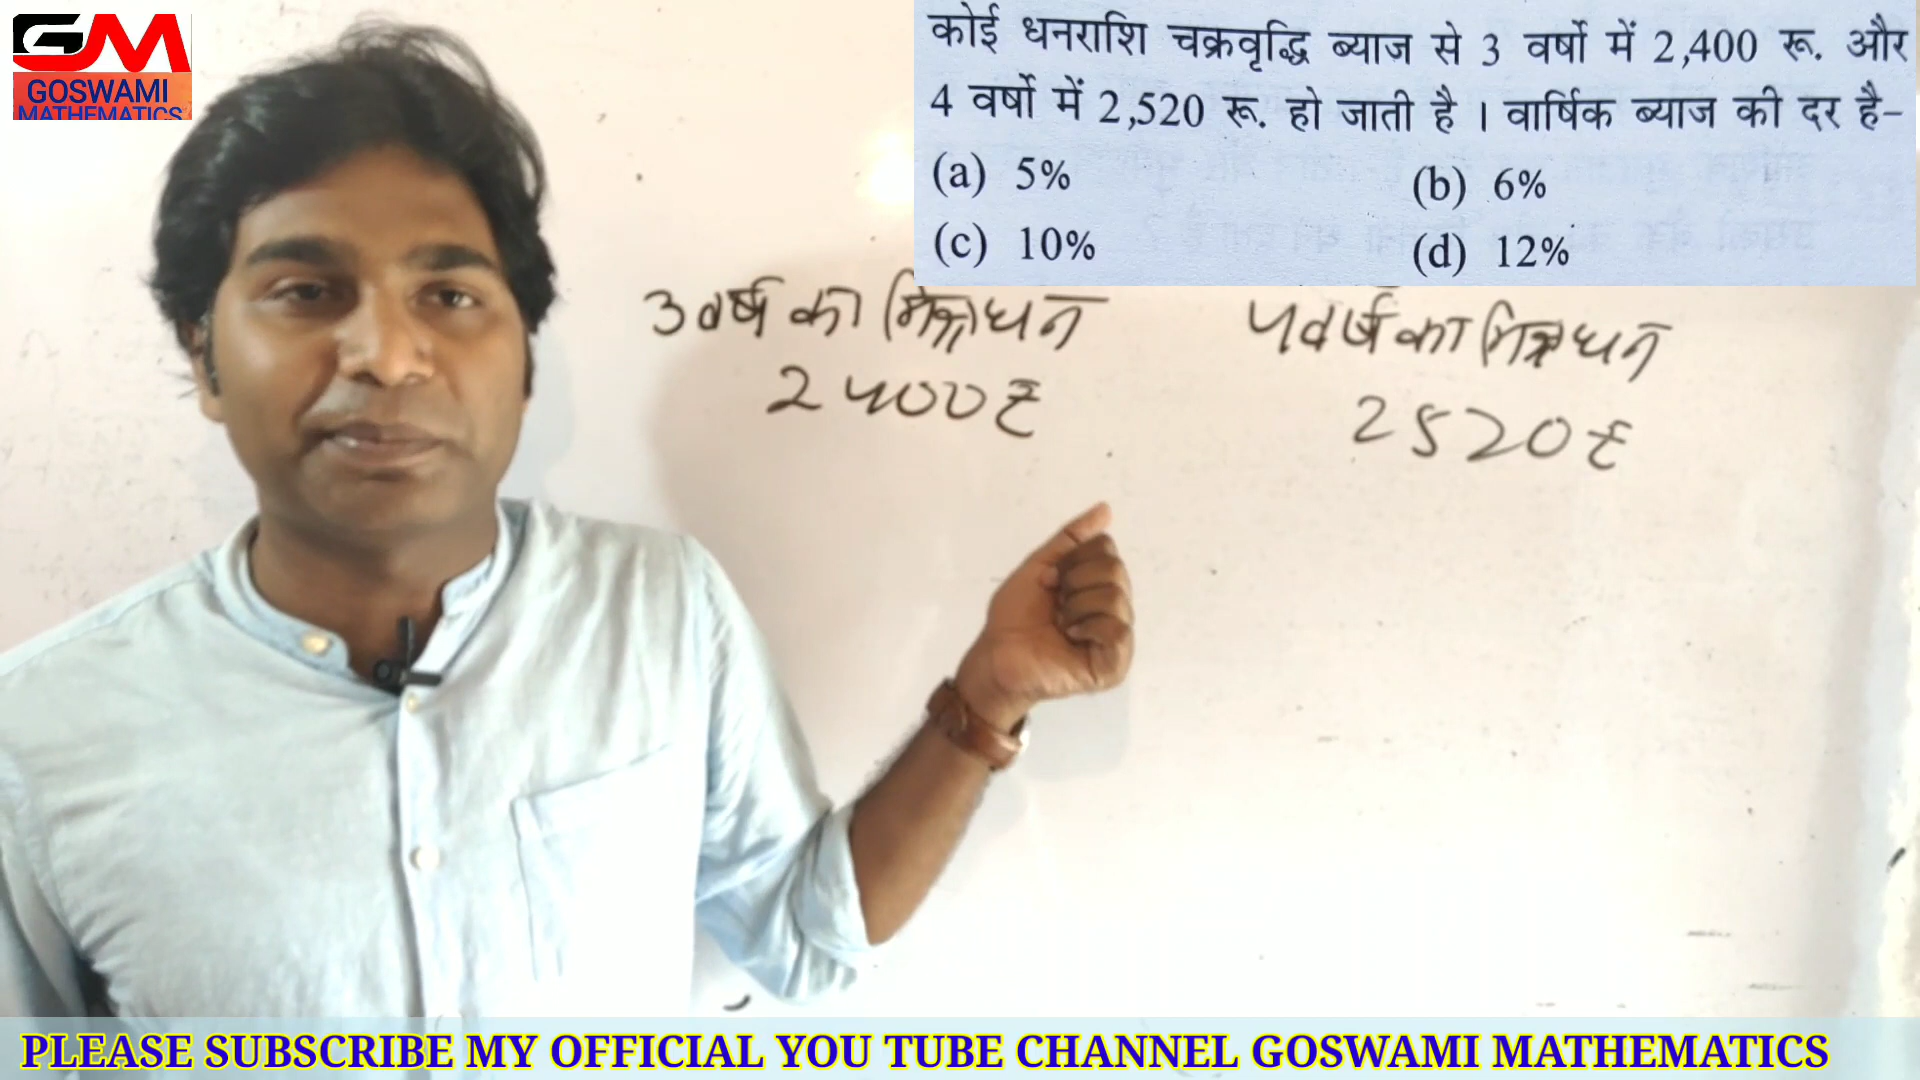 GM
GOSWAMI
MATHEMATICS
कोई धनराशि चक्रवृद्धि ब्याज से 3 वर्षो में 2,400 रू. और
4 वर्षो में 2,520 रू. हो जाती है । वार्षिक ब्याज की दर है–
(a) 5% (b) 6%
(c) 10% (d) 12%
3 वर्ष का मिश्रधन 4 वर्ष का मिश्रधन
2400₹ 2520₹
PLEASE SUBSCRIBE MY OFFICIAL YOU TUBE CHANNEL GOSWAMI MATHEMATICS